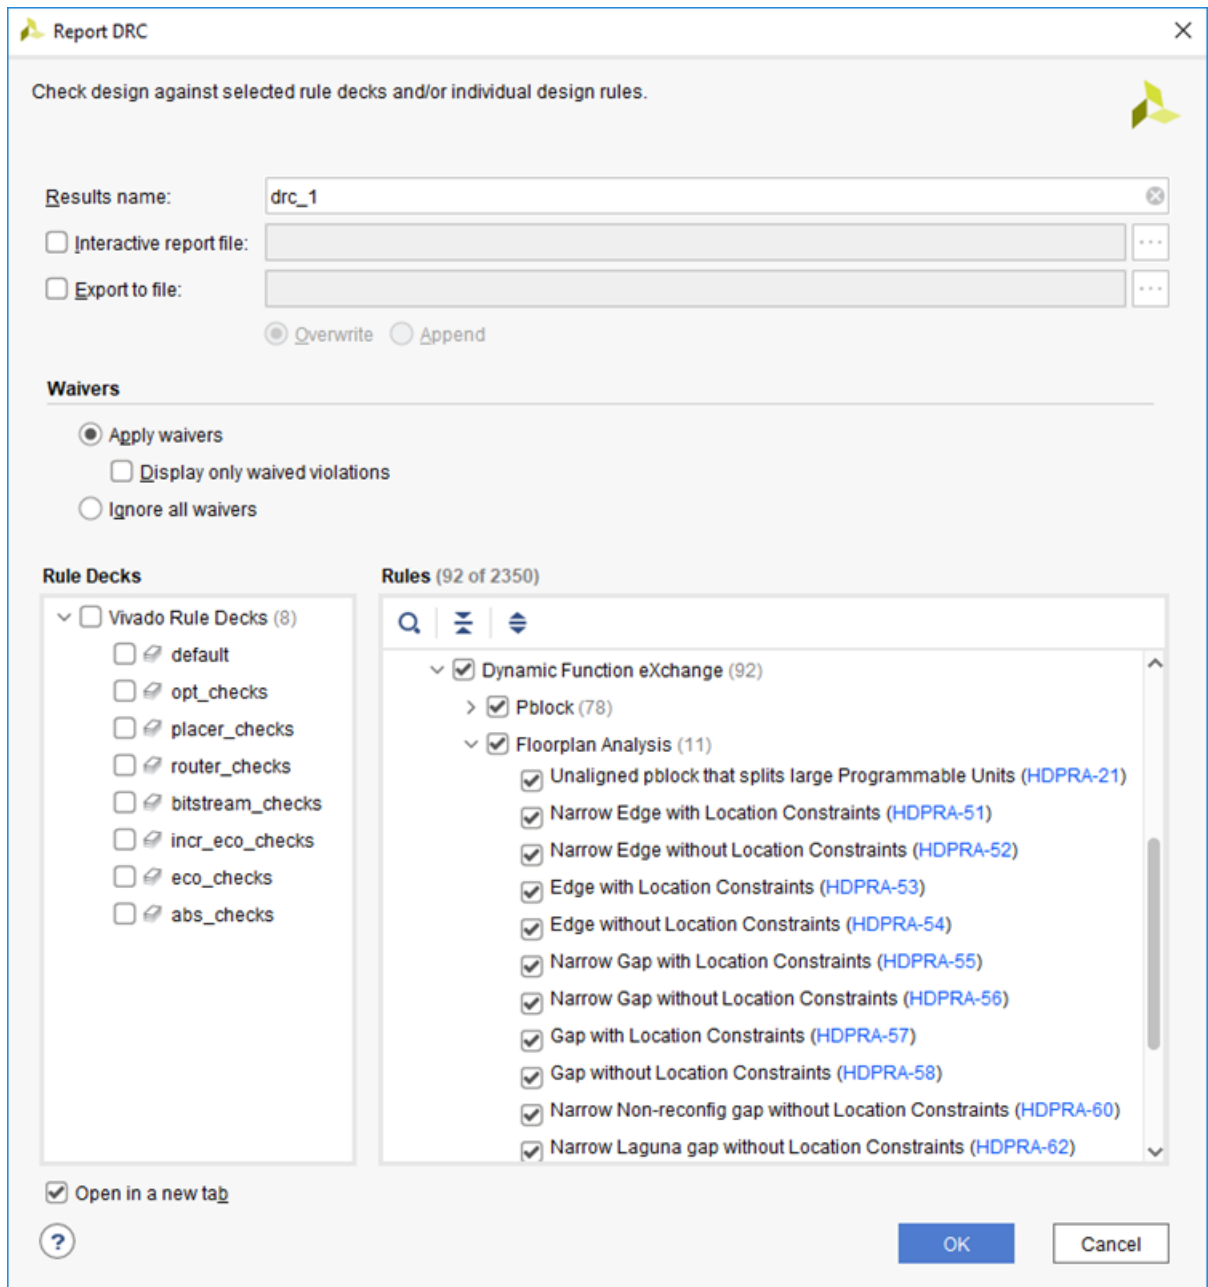 Report DRC
Check design against selected rule decks and/or individual design rules.
Results name: drc_1
Interactive report file: ...
Export to file: ...
Overwrite Append
Waivers
Apply waivers
Display only waived violations
Ignore all waivers
Rule Decks
Vivado Rule Decks (8)
default
opt_checks
placer_checks
router_checks
bitstream_checks
incr_eco_checks
eco_checks
abs_checks
Rules (92 of 2350)
Dynamic Function eXchange (92)
Pblock (78)
Floorplan Analysis (11)
Unaligned pblock that splits large Programmable Units (HDPRA-21)
Narrow Edge with Location Constraints (HDPRA-51)
Narrow Edge without Location Constraints (HDPRA-52)
Edge with Location Constraints (HDPRA-53)
Edge without Location Constraints (HDPRA-54)
Narrow Gap with Location Constraints (HDPRA-55)
Narrow Gap without Location Constraints (HDPRA-56)
Gap with Location Constraints (HDPRA-57)
Gap without Location Constraints (HDPRA-58)
Narrow Non-reconfig gap without Location Constraints (HDPRA-60)
Narrow Laguna gap without Location Constraints (HDPRA-62)
Open in a new tab
?
OK Cancel